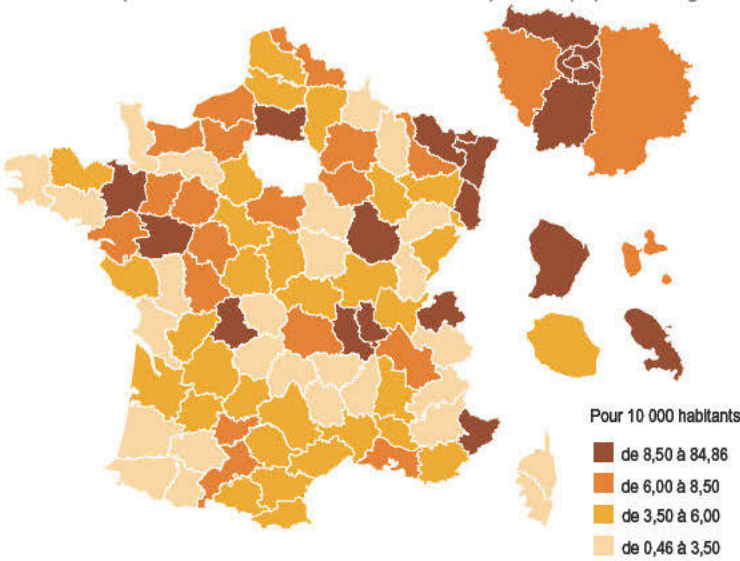 Pour 10 000 habitants
de 8,50 à 84,86
de 6,00 à 8,50
de 3,50 à 6,00
de 0,46 à 3,50